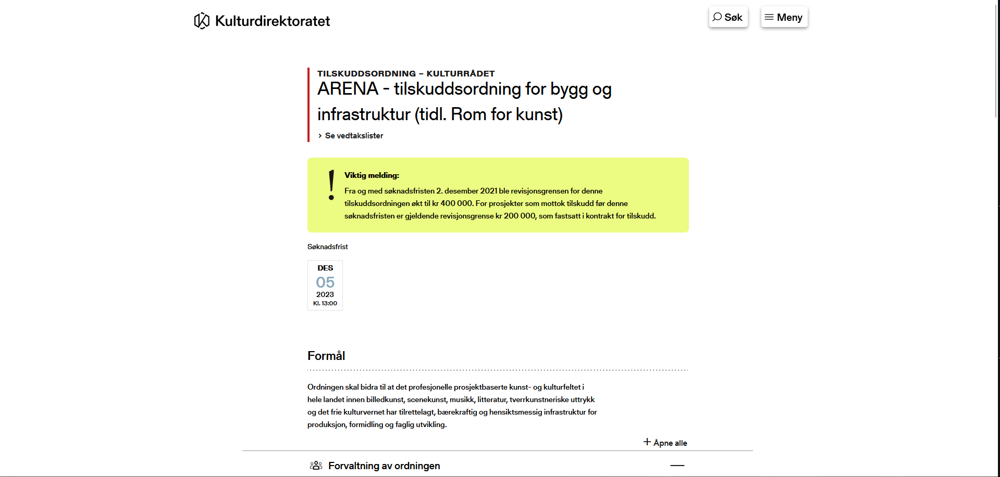 Kulturdirektoratet
Søk
Meny
TILSKUDDSORDNING – KULTURRÅDET
ARENA - tilskuddsordning for bygg og
infrastruktur (tidl. Rom for kunst)
Se vedtakslister
Viktig melding:
Fra og med søknadsfristen 2. desember 2021 ble revisjonsgrensen for denne
tilskuddsordningen økt til kr 400 000. For prosjekter som mottok tilskudd før denne
søknadsfristen er gjeldende revisjonsgrense kr 200 000, som fastsatt i kontrakt for tilskudd.
Søknadsfrist
DES
05
2023
Kl. 13:00
Formål
Ordningen skal bidra til at det profesjonelle prosjektbaserte kunst- og kulturfeltet i
hele landet innen billedkunst, scenekunst, musikk, litteratur, tverrkunstneriske uttrykk
og det frie kulturvernet har tilrettelagt, bærekraftig og hensiktsmessig infrastruktur for
produksjon, formidling og faglig utvikling.
Åpne alle
Forvaltning av ordningen